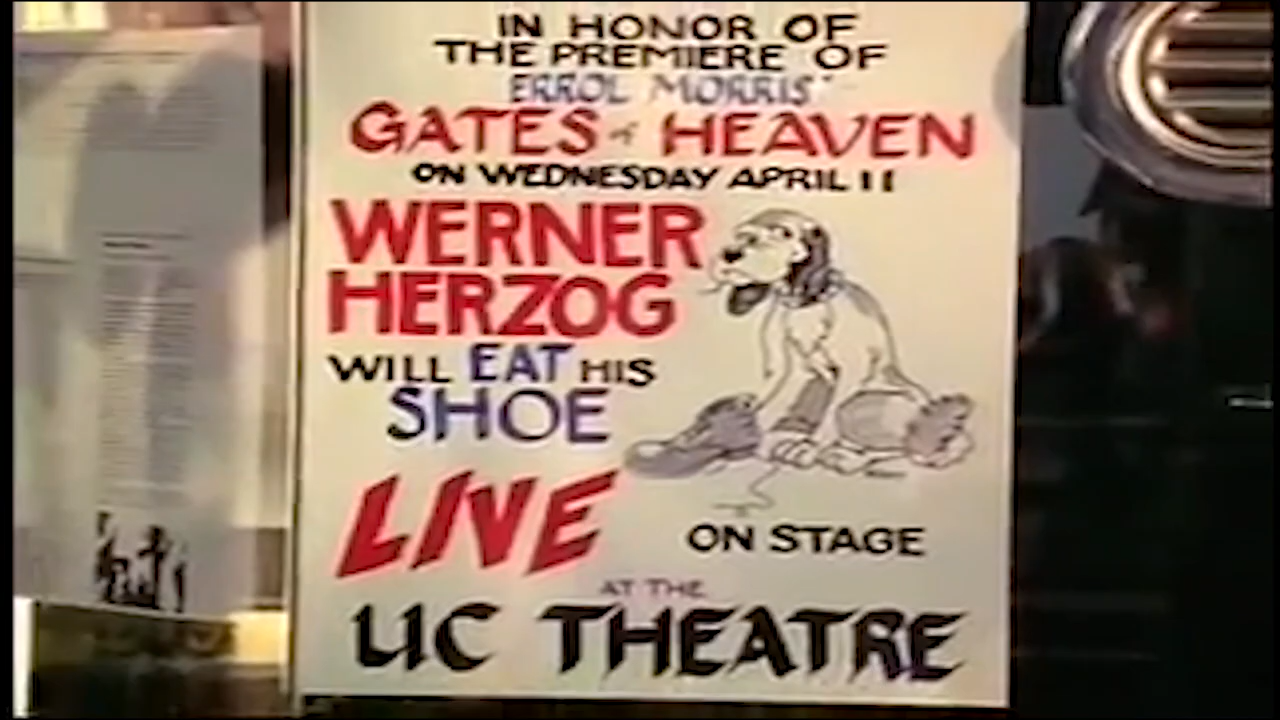 IN HONOR OF
THE PREMIERE OF
ERROL MORRIS'
GATES of HEAVEN
ON WEDNESDAY APRIL 11
WERNER
HERZOG
WILL EAT HIS
SHOE
LIVE ON STAGE
AT THE
UC THEATRE